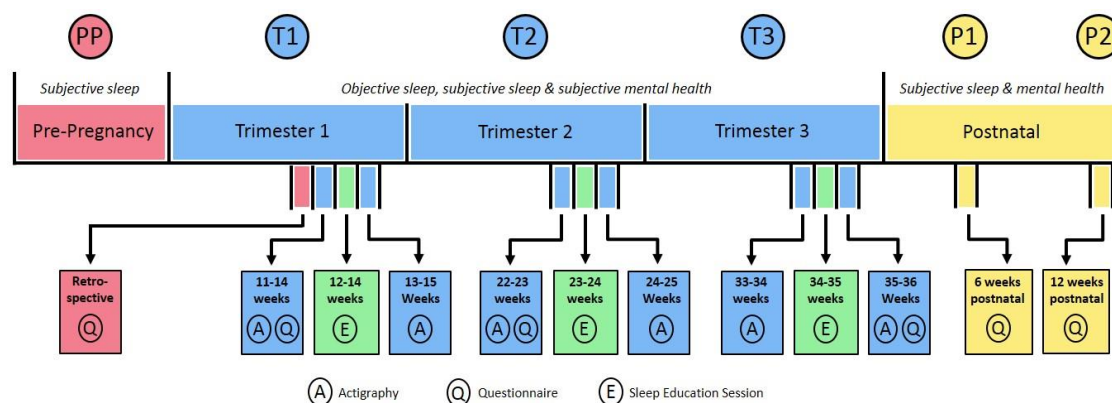 PP
T1
T2
T3
P1
P2
Subjective sleep
Objective sleep, subjective sleep & subjective mental health
Subjective sleep & mental health
Pre-Pregnancy
Trimester 1
Trimester 2
Trimester 3
Postnatal
Retro-
spective
Q
11-14
weeks
A Q
12-14
weeks
E
13-15
Weeks
A
22-23
weeks
A Q
23-24
weeks
E
24-25
Weeks
A
33-34
weeks
A
34-35
weeks
E
35-36
Weeks
A Q
6 weeks
postnatal
Q
12 weeks
postnatal
Q
A Actigraphy
Q Questionnaire
E Sleep Education Session